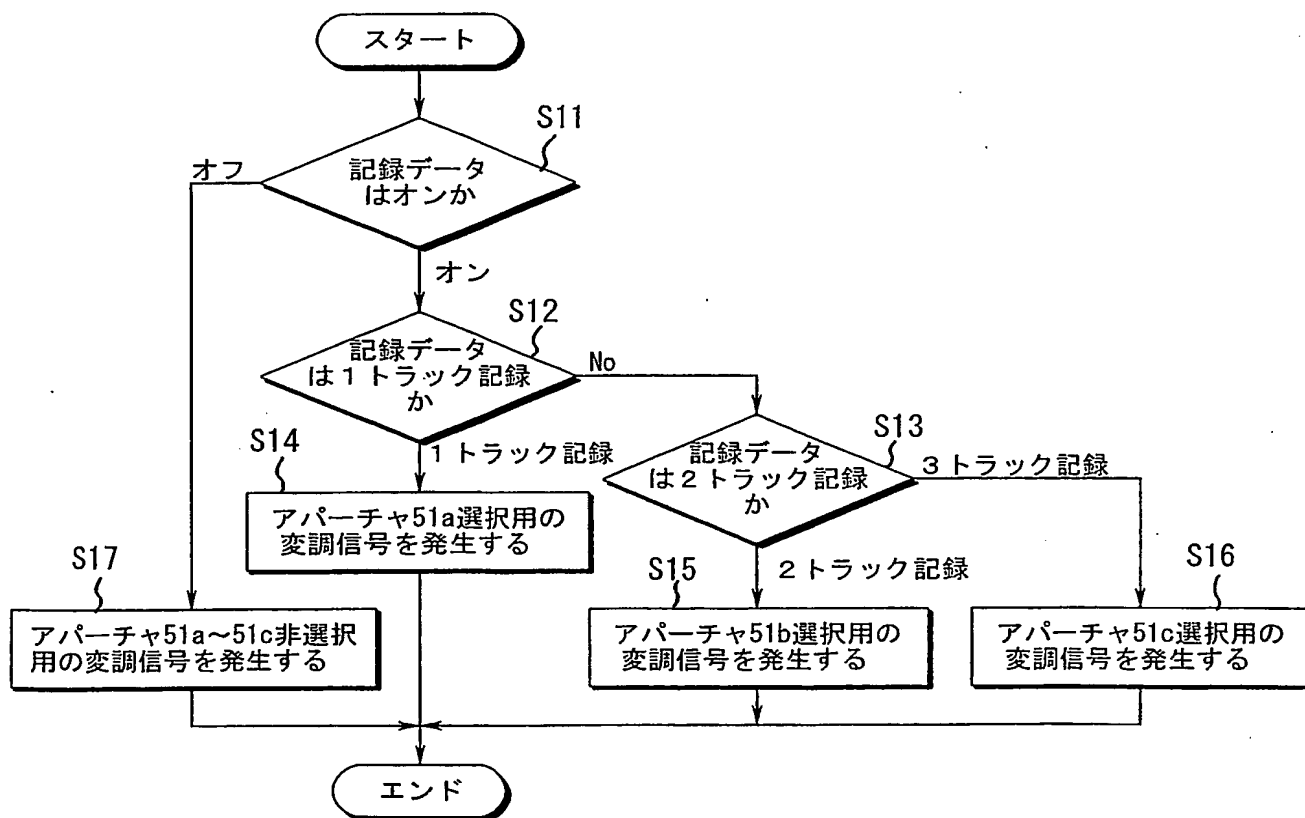 スタート
S11
記録データ
はオンか
オフ
オン
S12
記録データ
は1トラック記録
か
No
1トラック記録
S13
記録データ
は2トラック記録
か
3トラック記録
2トラック記録
S14
アパーチャ51a選択用の
変調信号を発生する
S17
アパーチャ51a～51c非選択
用の変調信号を発生する
S15
アパーチャ51b選択用の
変調信号を発生する
S16
アパーチャ51c選択用の
変調信号を発生する
エンド